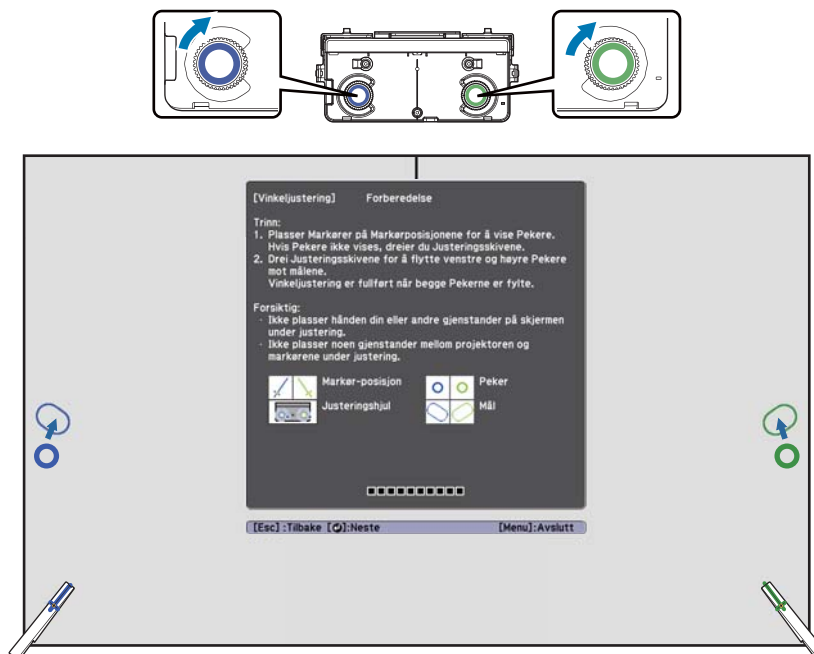 [Vinkeljustering] Forberedelse
Trinn:
1. Plasser Markører på Markørposisjonene for å vise Pekere.
Hvis Pekere ikke vises, dreier du Justeringsskivene.
2. Drei Justeringsskivene for å flytte venstre og høyre Pekere
mot målene.
Vinkeljustering er fullført når begge Pekerne er fylte.
Forsiktig:
· Ikke plasser hånden din eller andre gjenstander på skjermen
under justering.
· Ikke plasser noen gjenstander mellom projektoren og
markørene under justering.
Markør-posisjon Peker
Justeringshjul Mål
[Esc] :Tilbake [⏎]:Neste [Menu]:Avslutt